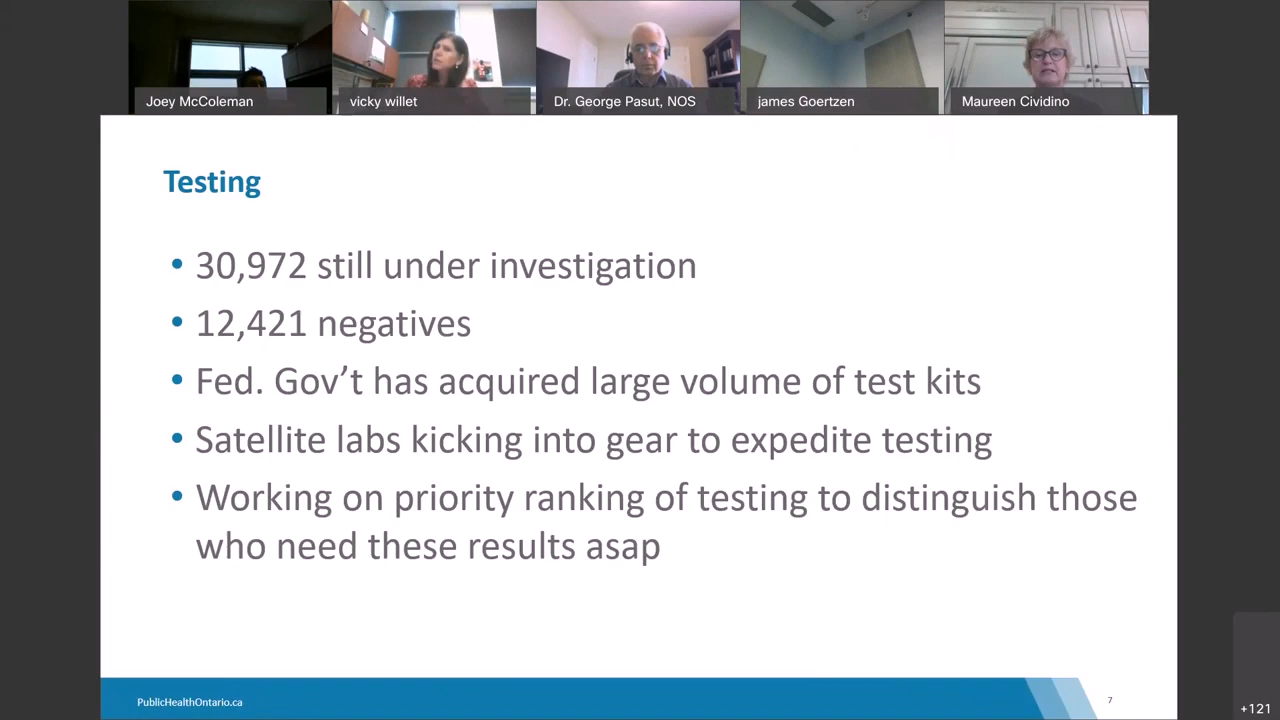 Joey McColeman
vicky willet
Dr. George Pasut, NOS
james Goertzen
Maureen Cividino
Testing
• 30,972 still under investigation
• 12,421 negatives
• Fed. Gov’t has acquired large volume of test kits
• Satellite labs kicking into gear to expedite testing
• Working on priority ranking of testing to distinguish those
who need these results asap
PublicHealthOntario.ca
7
+121